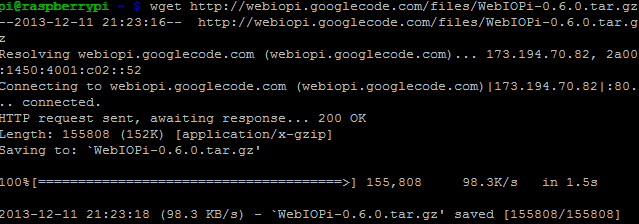 pi@raspberrypi ~ $ wget http://webiopi.googlecode.com/files/WebIOPi-0.6.0.tar.gz
--2013-12-11 21:23:16--  http://webiopi.googlecode.com/files/WebIOPi-0.6.0.tar.g
z
Resolving webiopi.googlecode.com (webiopi.googlecode.com)... 173.194.70.82, 2a00
:1450:4001:c02::52
Connecting to webiopi.googlecode.com (webiopi.googlecode.com)|173.194.70.82|:80.
.. connected.
HTTP request sent, awaiting response... 200 OK
Length: 155808 (152K) [application/x-gzip]
Saving to: `WebIOPi-0.6.0.tar.gz'
100%[======================================>] 155,808     98.3K/s   in 1.5s
2013-12-11 21:23:18 (98.3 KB/s) - `WebIOPi-0.6.0.tar.gz' saved [155808/155808]